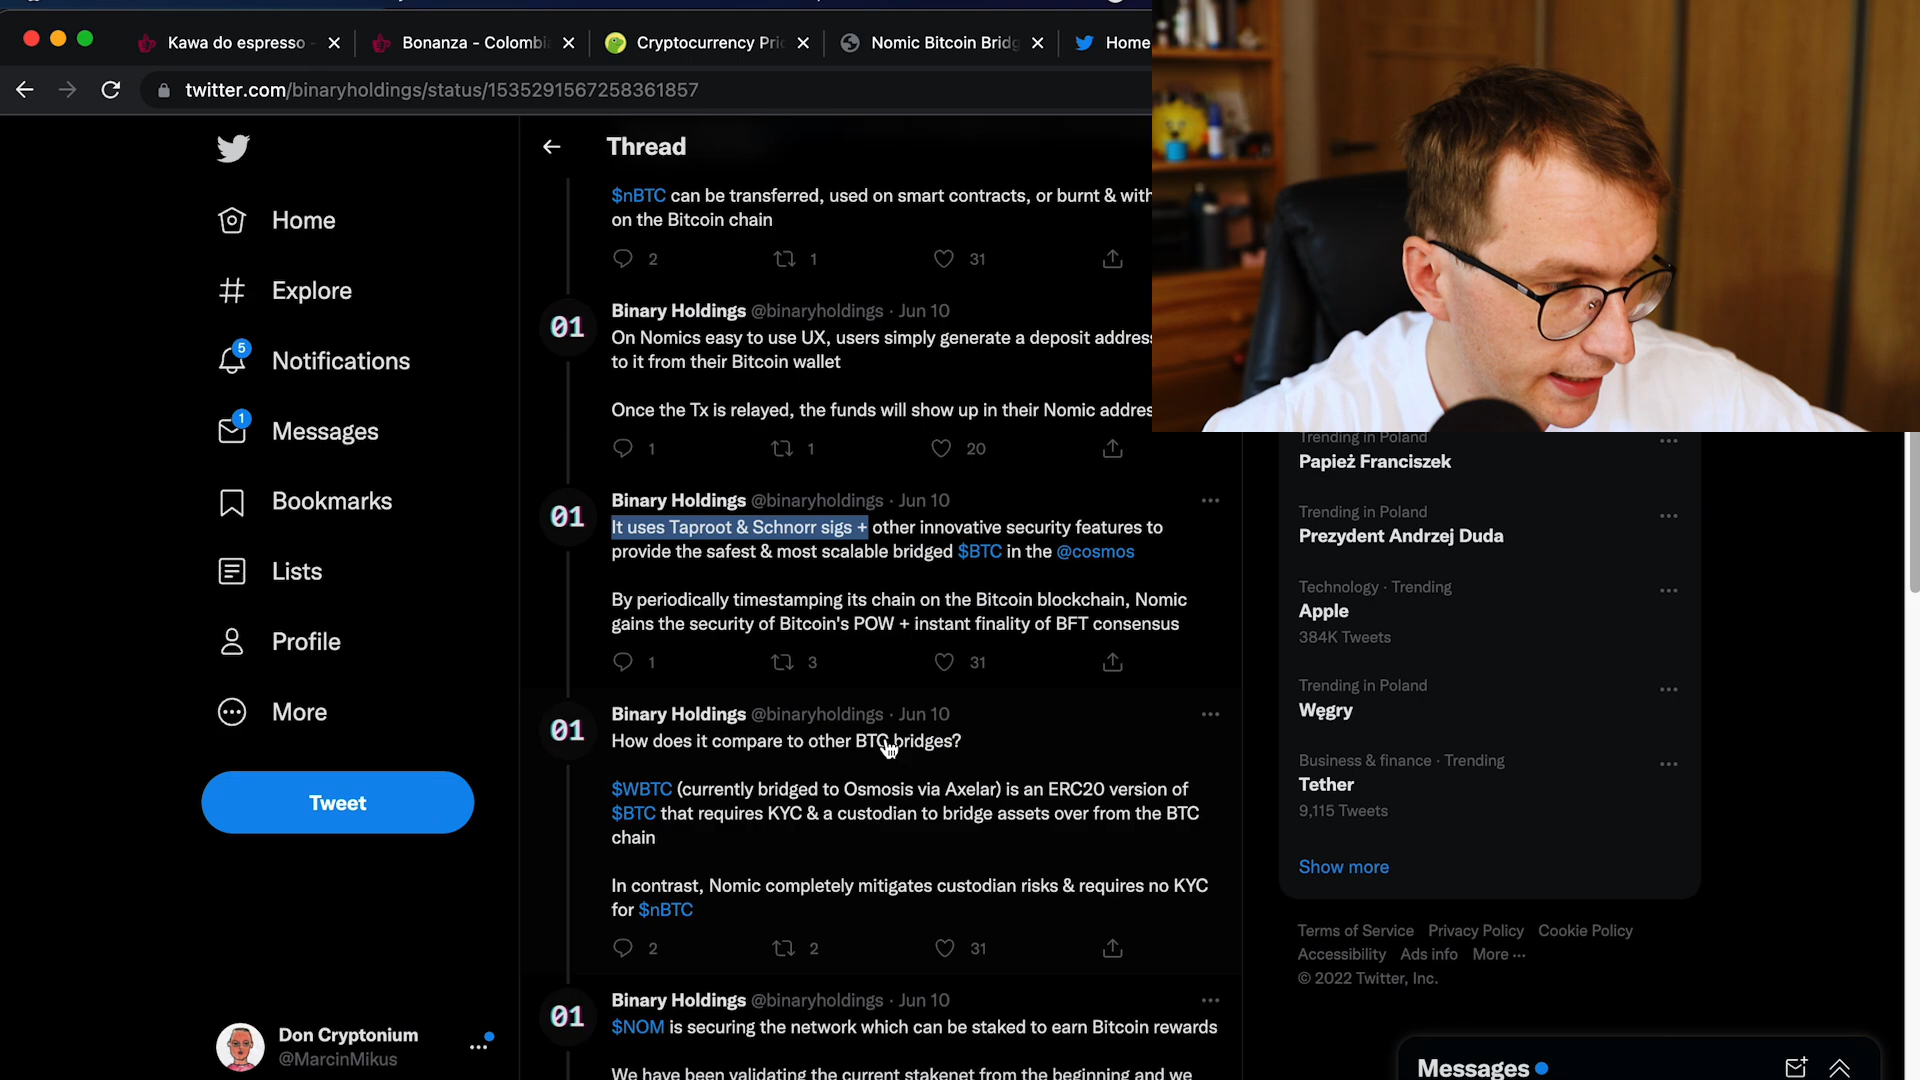 Kawa do espresso
Bonanza - Colombi
Cryptocurrency Pric
Nomic Bitcoin Bridg
Home
twitter.com/binaryholdings/status/1535291567258361857
Home
Explore
5
Notifications
1
Messages
Bookmarks
Lists
Profile
More
Tweet
Don Cryptonium
@MarcinMikus
Thread
$nBTC can be transferred, used on smart contracts, or burnt & with
on the Bitcoin chain
2 1 31
01
Binary Holdings @binaryholdings · Jun 10
On Nomics easy to use UX, users simply generate a deposit addres
to it from their Bitcoin wallet
Once the Tx is relayed, the funds will show up in their Nomic addre
1 1 20
01
Binary Holdings @binaryholdings · Jun 10
It uses Taproot & Schnorr sigs + other innovative security features to
provide the safest & most scalable bridged $BTC in the @cosmos
By periodically timestamping its chain on the Bitcoin blockchain, Nomic
gains the security of Bitcoin's POW + instant finality of BFT consensus
1 3 31
01
Binary Holdings @binaryholdings · Jun 10
How does it compare to other BTC bridges?
$WBTC (currently bridged to Osmosis via Axelar) is an ERC20 version of
$BTC that requires KYC & a custodian to bridge assets over from the BTC
chain
In contrast, Nomic completely mitigates custodian risks & requires no KYC
for $nBTC
2 2 31
01
Binary Holdings @binaryholdings · Jun 10
$NOM is securing the network which can be staked to earn Bitcoin rewards
We have been validating the current stakenet from the beginning and we
Trending in Poland
Papież Franciszek
Trending in Poland
Prezydent Andrzej Duda
Technology · Trending
Apple
384K Tweets
Trending in Poland
Węgry
Business & finance · Trending
Tether
9,115 Tweets
Show more
Terms of Service Privacy Policy Cookie Policy
Accessibility Ads info More ···
© 2022 Twitter, Inc.
Messages